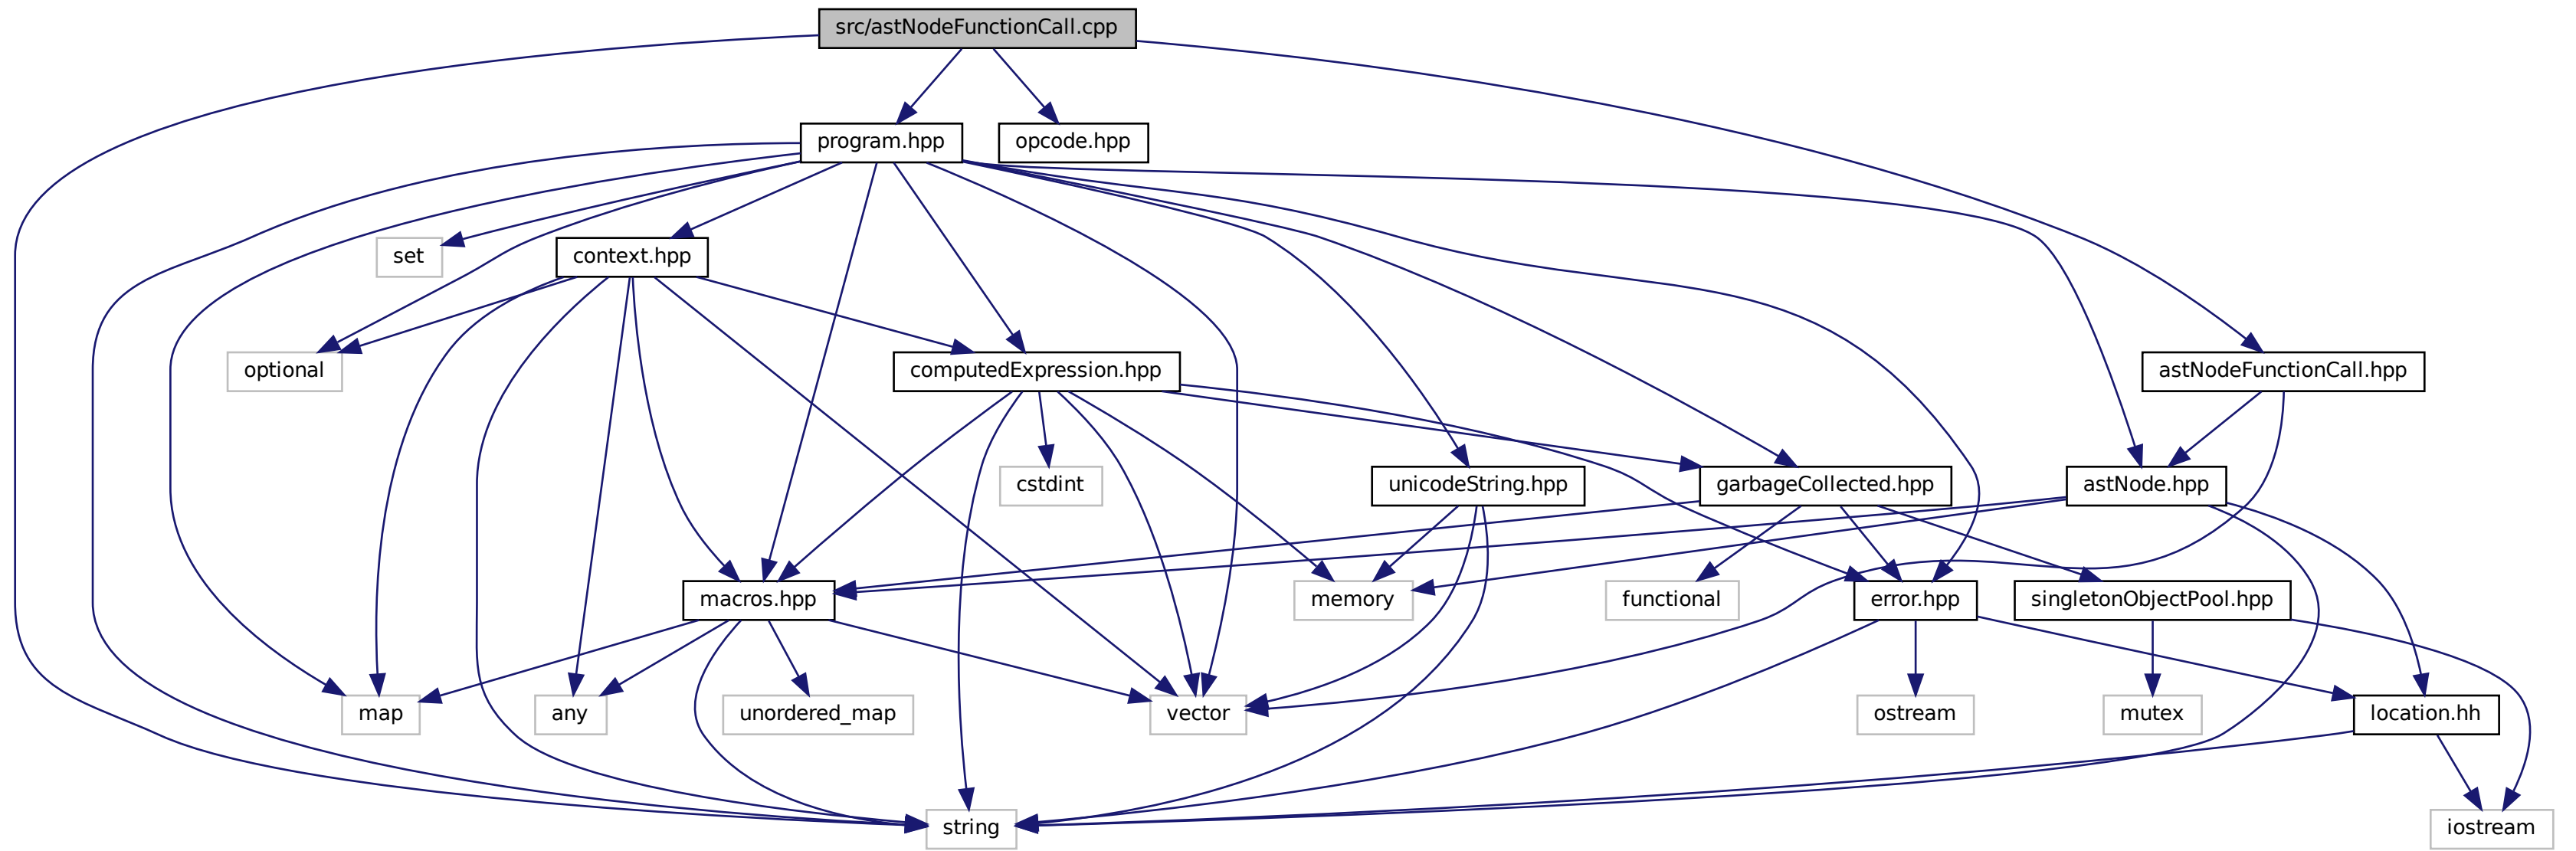 src/astNodeFunctionCall.cpp
program.hpp
opcode.hpp
set
context.hpp
optional
computedExpression.hpp
astNodeFunctionCall.hpp
cstdint
unicodeString.hpp
garbageCollected.hpp
astNode.hpp
macros.hpp
memory
functional
error.hpp
singletonObjectPool.hpp
map
any
unordered_map
vector
ostream
mutex
location.hh
string
iostream